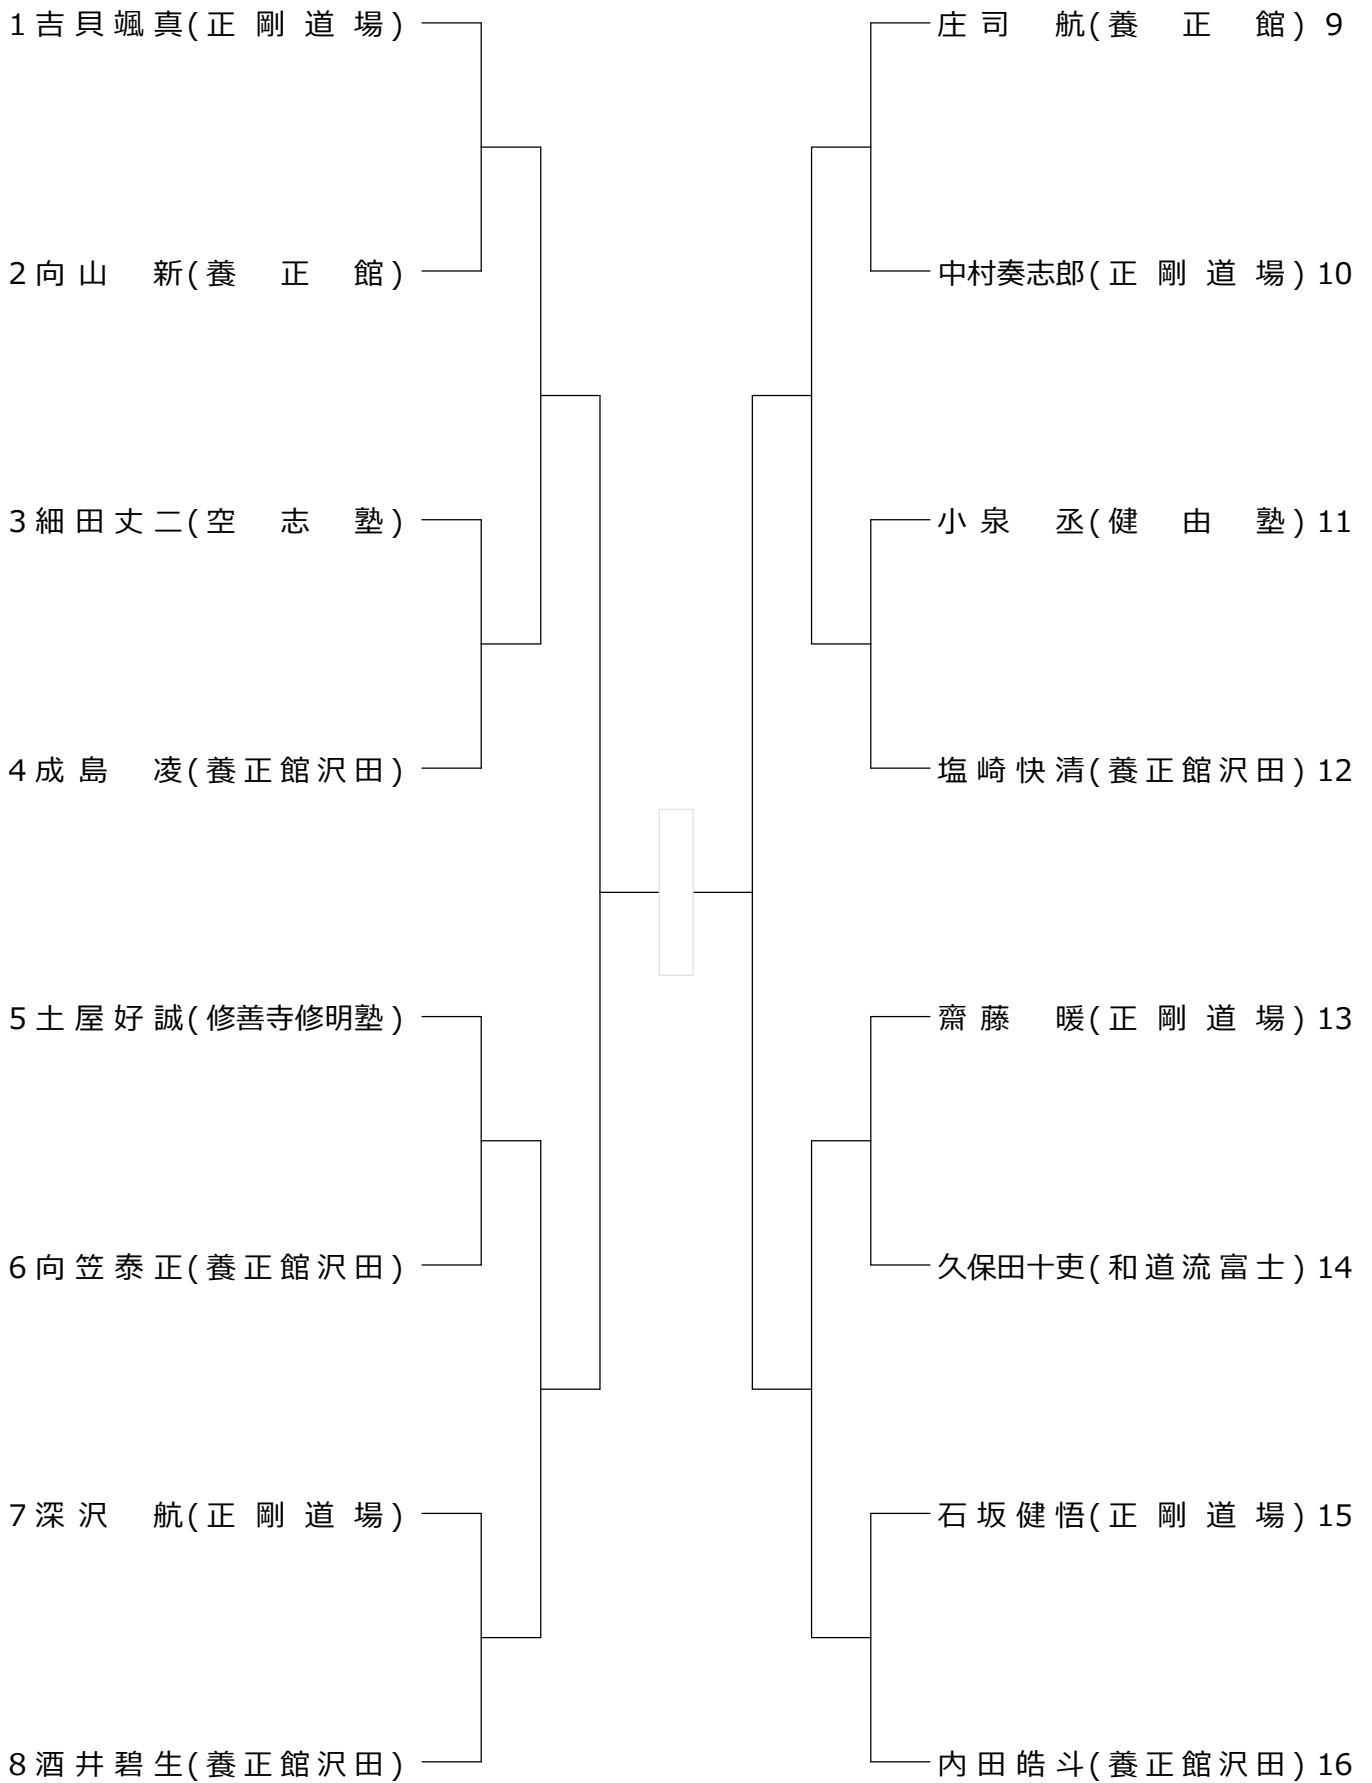 1 吉貝颯真(正剛道場)
2 向山 新(養正館)
3 細田丈二(空志塾)
4 成島 凌(養正館沢田)
5 土屋好誠(修善寺修明塾)
6 向笠泰正(養正館沢田)
7 深沢 航(正剛道場)
8 酒井碧生(養正館沢田)
庄司 航(養正館) 9
中村奏志郎(正剛道場) 10
小泉 丞(健由塾) 11
塩崎快清(養正館沢田) 12
齋藤 暖(正剛道場) 13
久保田十吏(和道流富士) 14
石坂健悟(正剛道場) 15
内田皓斗(養正館沢田) 16